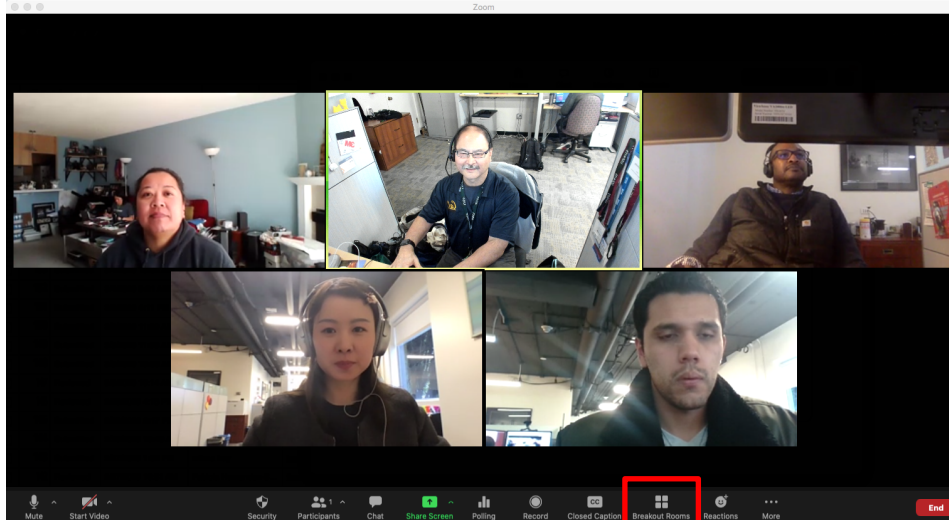 Zoom
Mute
Start Video
Security
Participants
1
Chat
Share Screen
Polling
Record
CC
Closed Caption
Breakout Rooms
Reactions
More
End